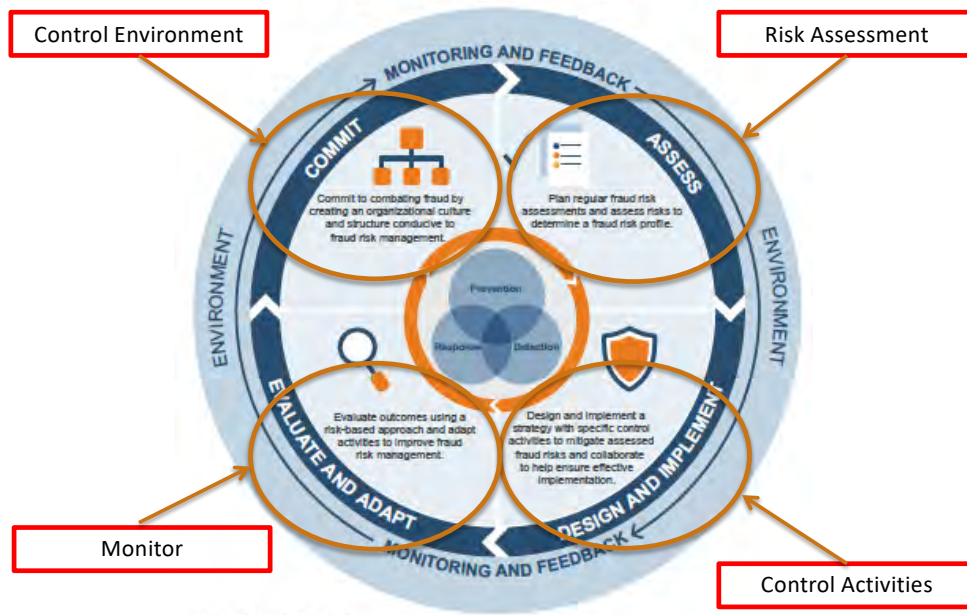 Control Environment
Risk Assessment
MONITORING AND FEEDBACK
COMMIT
ASSESS
Commit to combating fraud by
creating an organizational culture
and structure conducive to
fraud risk management.
Plan regular fraud risk
assessments and assess risks to
determine a fraud risk profile.
ENVIRONMENT
ENVIRONMENT
Prevention
Response
Detection
Evaluate outcomes using a
risk-based approach and adapt
activities to improve fraud
risk management.
Design and implement a
strategy with specific control
activities to mitigate assessed
fraud risks and collaborate
to help ensure effective
implementation.
EVALUATE AND ADAPT
DESIGN AND IMPLEMENT
MONITORING AND FEEDBACK
Monitor
Control Activities